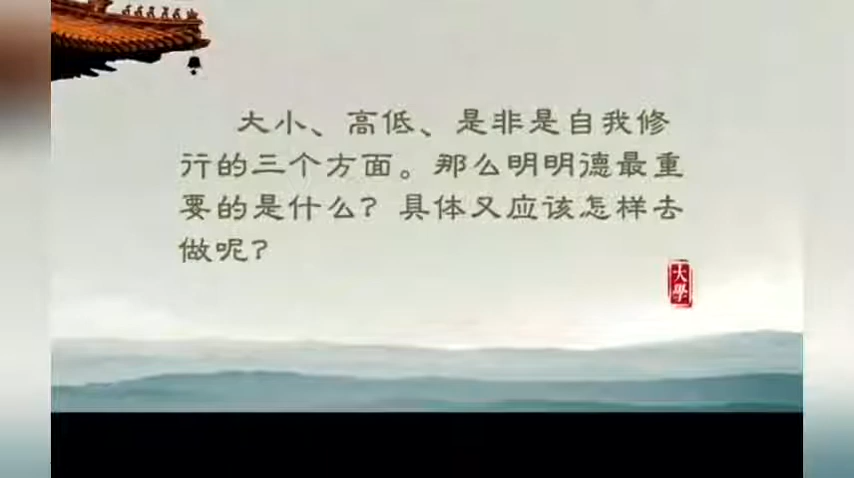 大小、高低、是非是自我修
行的三个方面。那么明明德最重
要的是什么？具体又应该怎样去
做呢？
大學